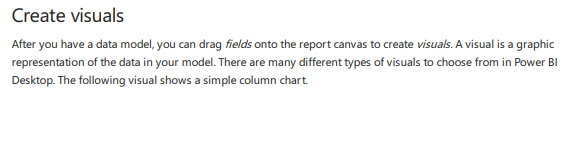 Create visuals
After you have a data model, you can drag fields onto the report canvas to create visuals. A visual is a graphic
representation of the data in your model. There are many different types of visuals to choose from in Power BI
Desktop. The following visual shows a simple column chart.